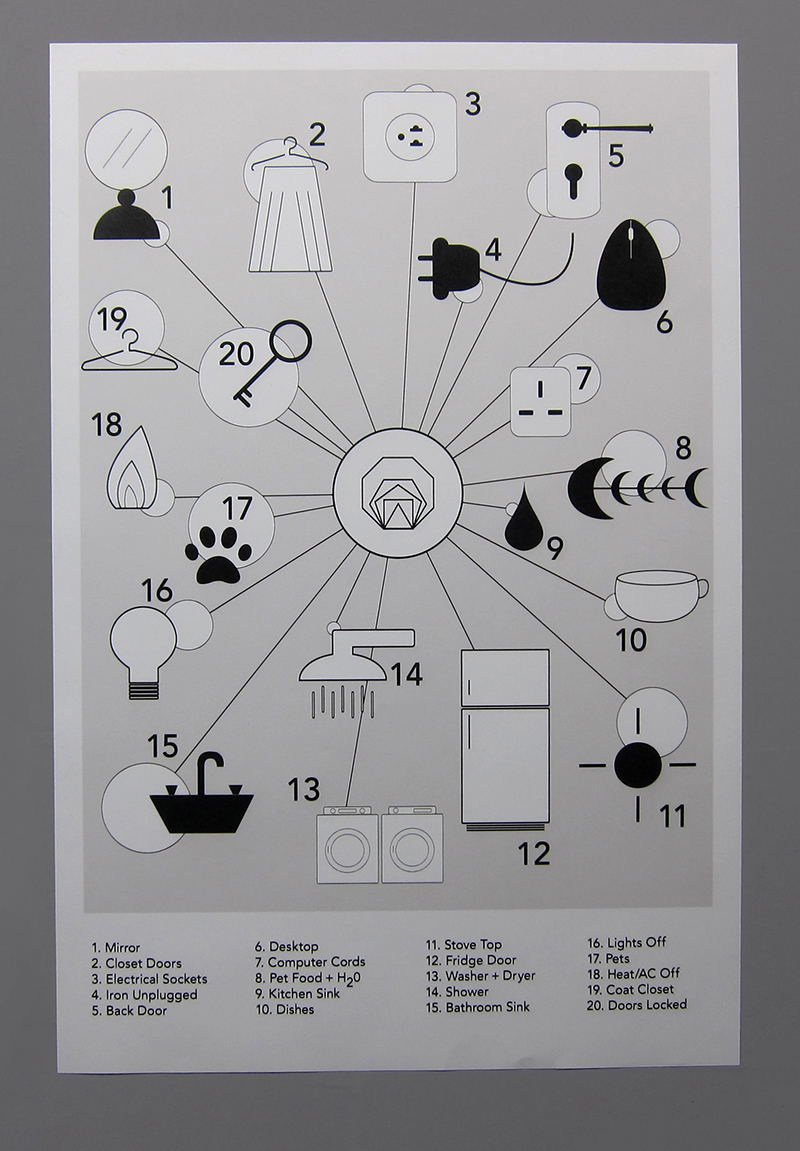 3
2
5
1
4
6
19
20
7
18
8
17
9
16
10
14
15
13
11
12
1. Mirror
2. Closet Doors
3. Electrical Sockets
4. Iron Unplugged
5. Back Door
6. Desktop
7. Computer Cords
8. Pet Food + H20
9. Kitchen Sink
10. Dishes
11. Stove Top
12. Fridge Door
13. Washer + Dryer
14. Shower
15. Bathroom Sink
16. Lights Off
17. Pets
18. Heat/AC Off
19. Coat Closet
20. Doors Locked